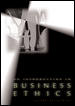 AN INTRODUCTION TO
BUSINESS
ETHICS